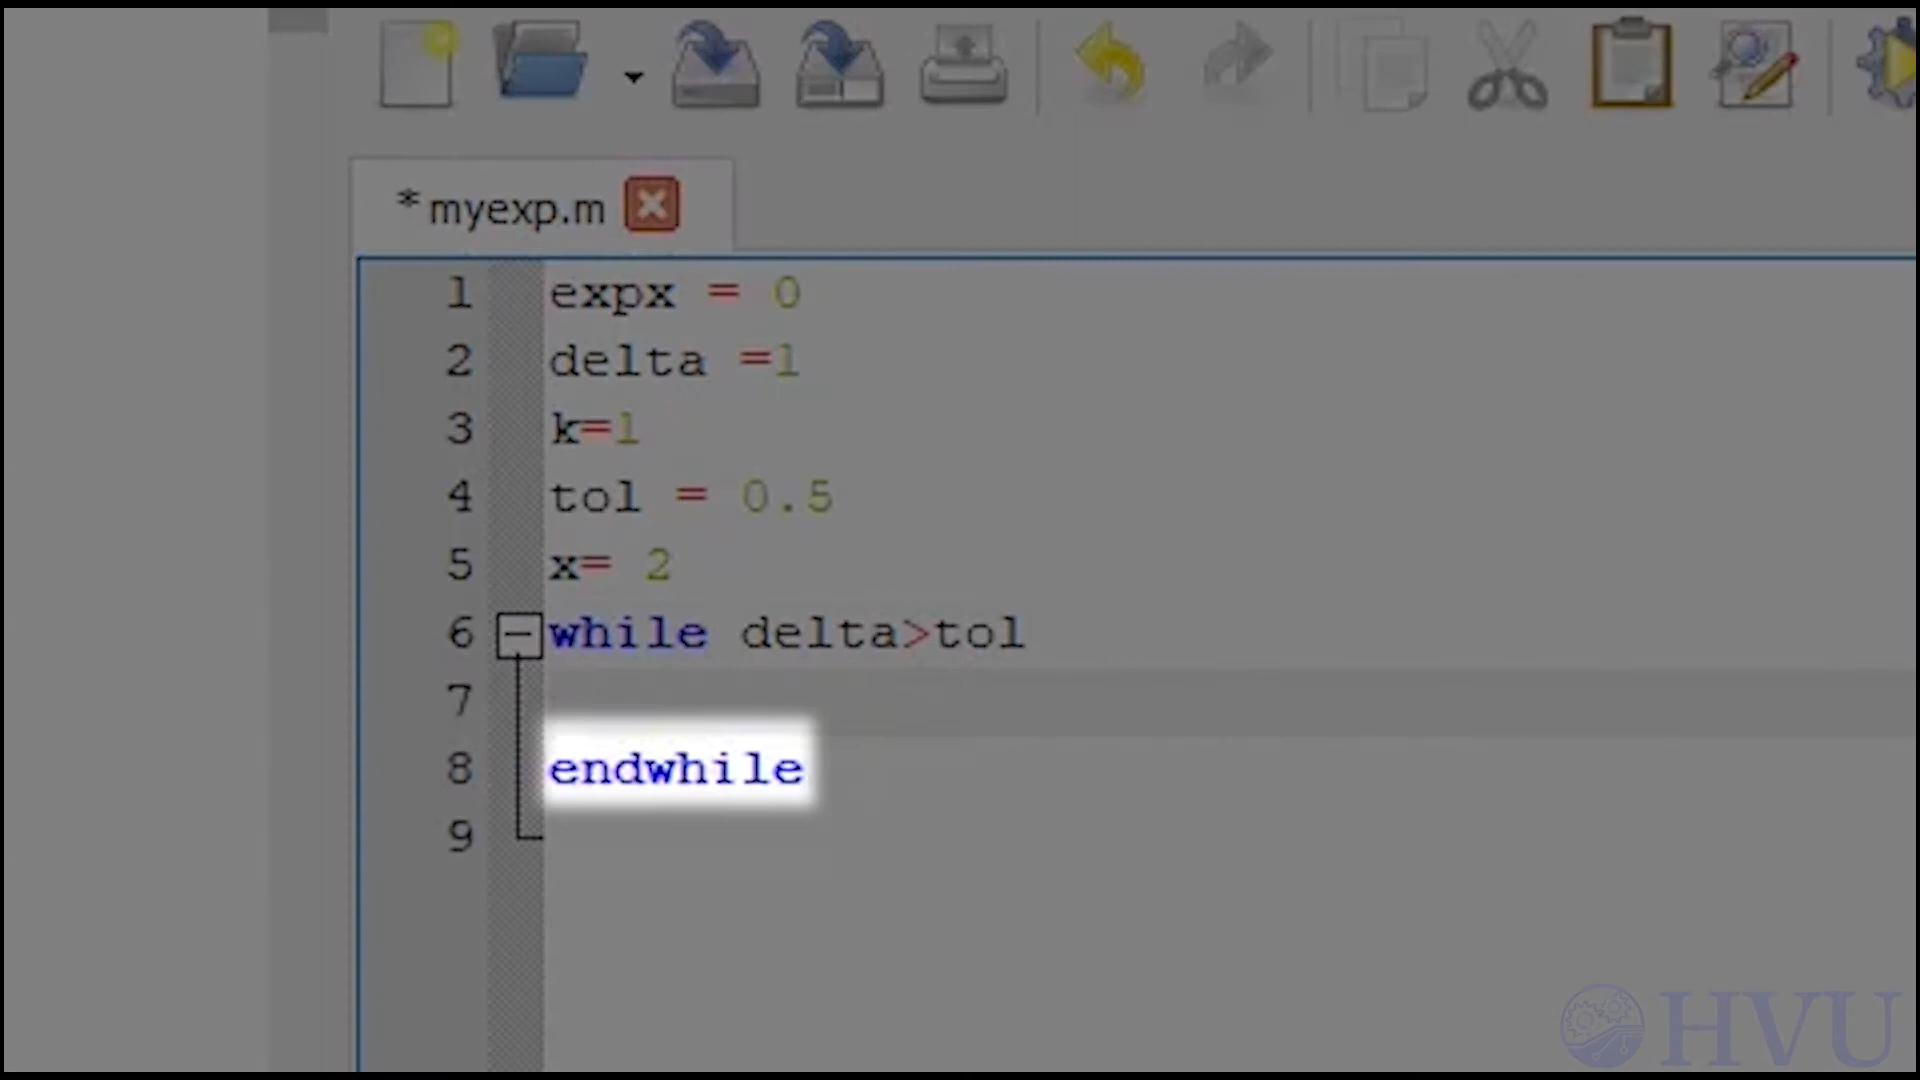 *myexp.m
1 expx = 0
2 delta =1
3 k=1
4 tol = 0.5
5 x= 2
6 while delta>tol
7
8 endwhile
9
HVU